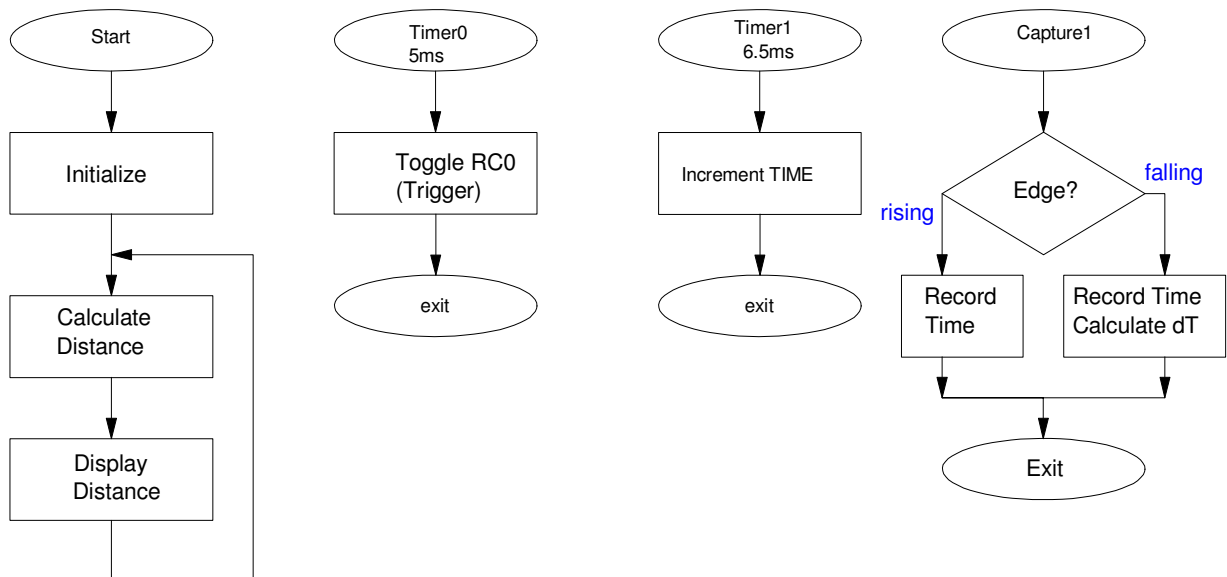 Start
Initialize
Calculate
Distance
Display
Distance
Timer0
5ms
Toggle RC0
(Trigger)
exit
Timer1
6.5ms
Increment TIME
exit
Capture1
Edge?
rising
falling
Record
Time
Record Time
Calculate dT
Exit